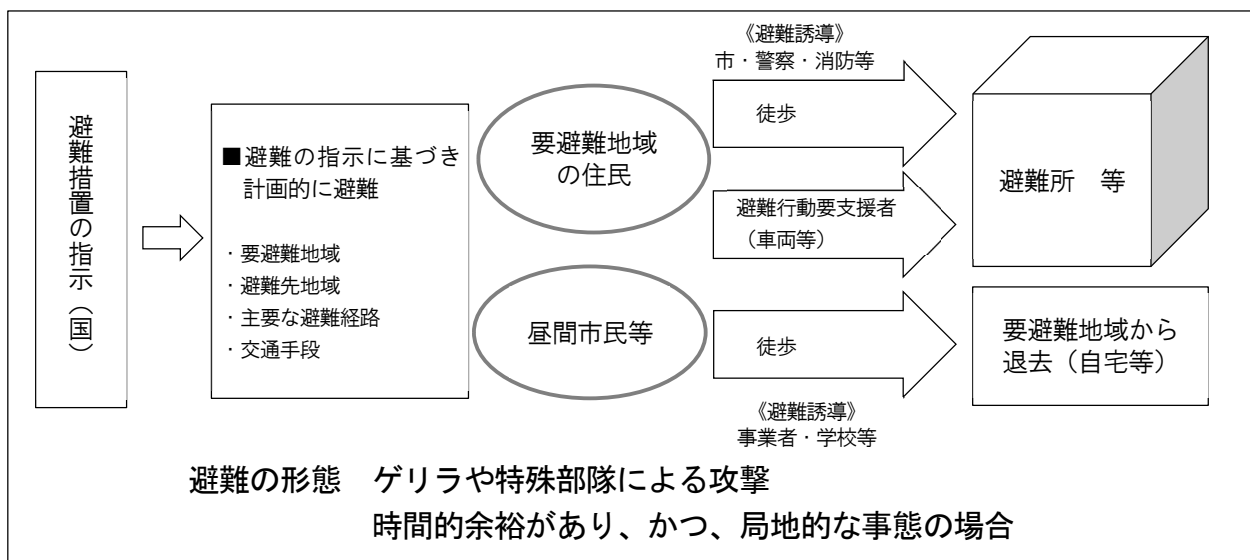 避難措置の指示（国）
■避難の指示に基づき
計画的に避難
・要避難地域
・避難先地域
・主要な避難経路
・交通手段
要避難地域
の住民
昼間市民等
《避難誘導》
市・警察・消防等
徒歩
避難行動要支援者
（車両等）
徒歩
《避難誘導》
事業者・学校等
避難所　等
要避難地域から
退去（自宅等）
避難の形態　ゲリラや特殊部隊による攻撃
時間的余裕があり、かつ、局地的な事態の場合